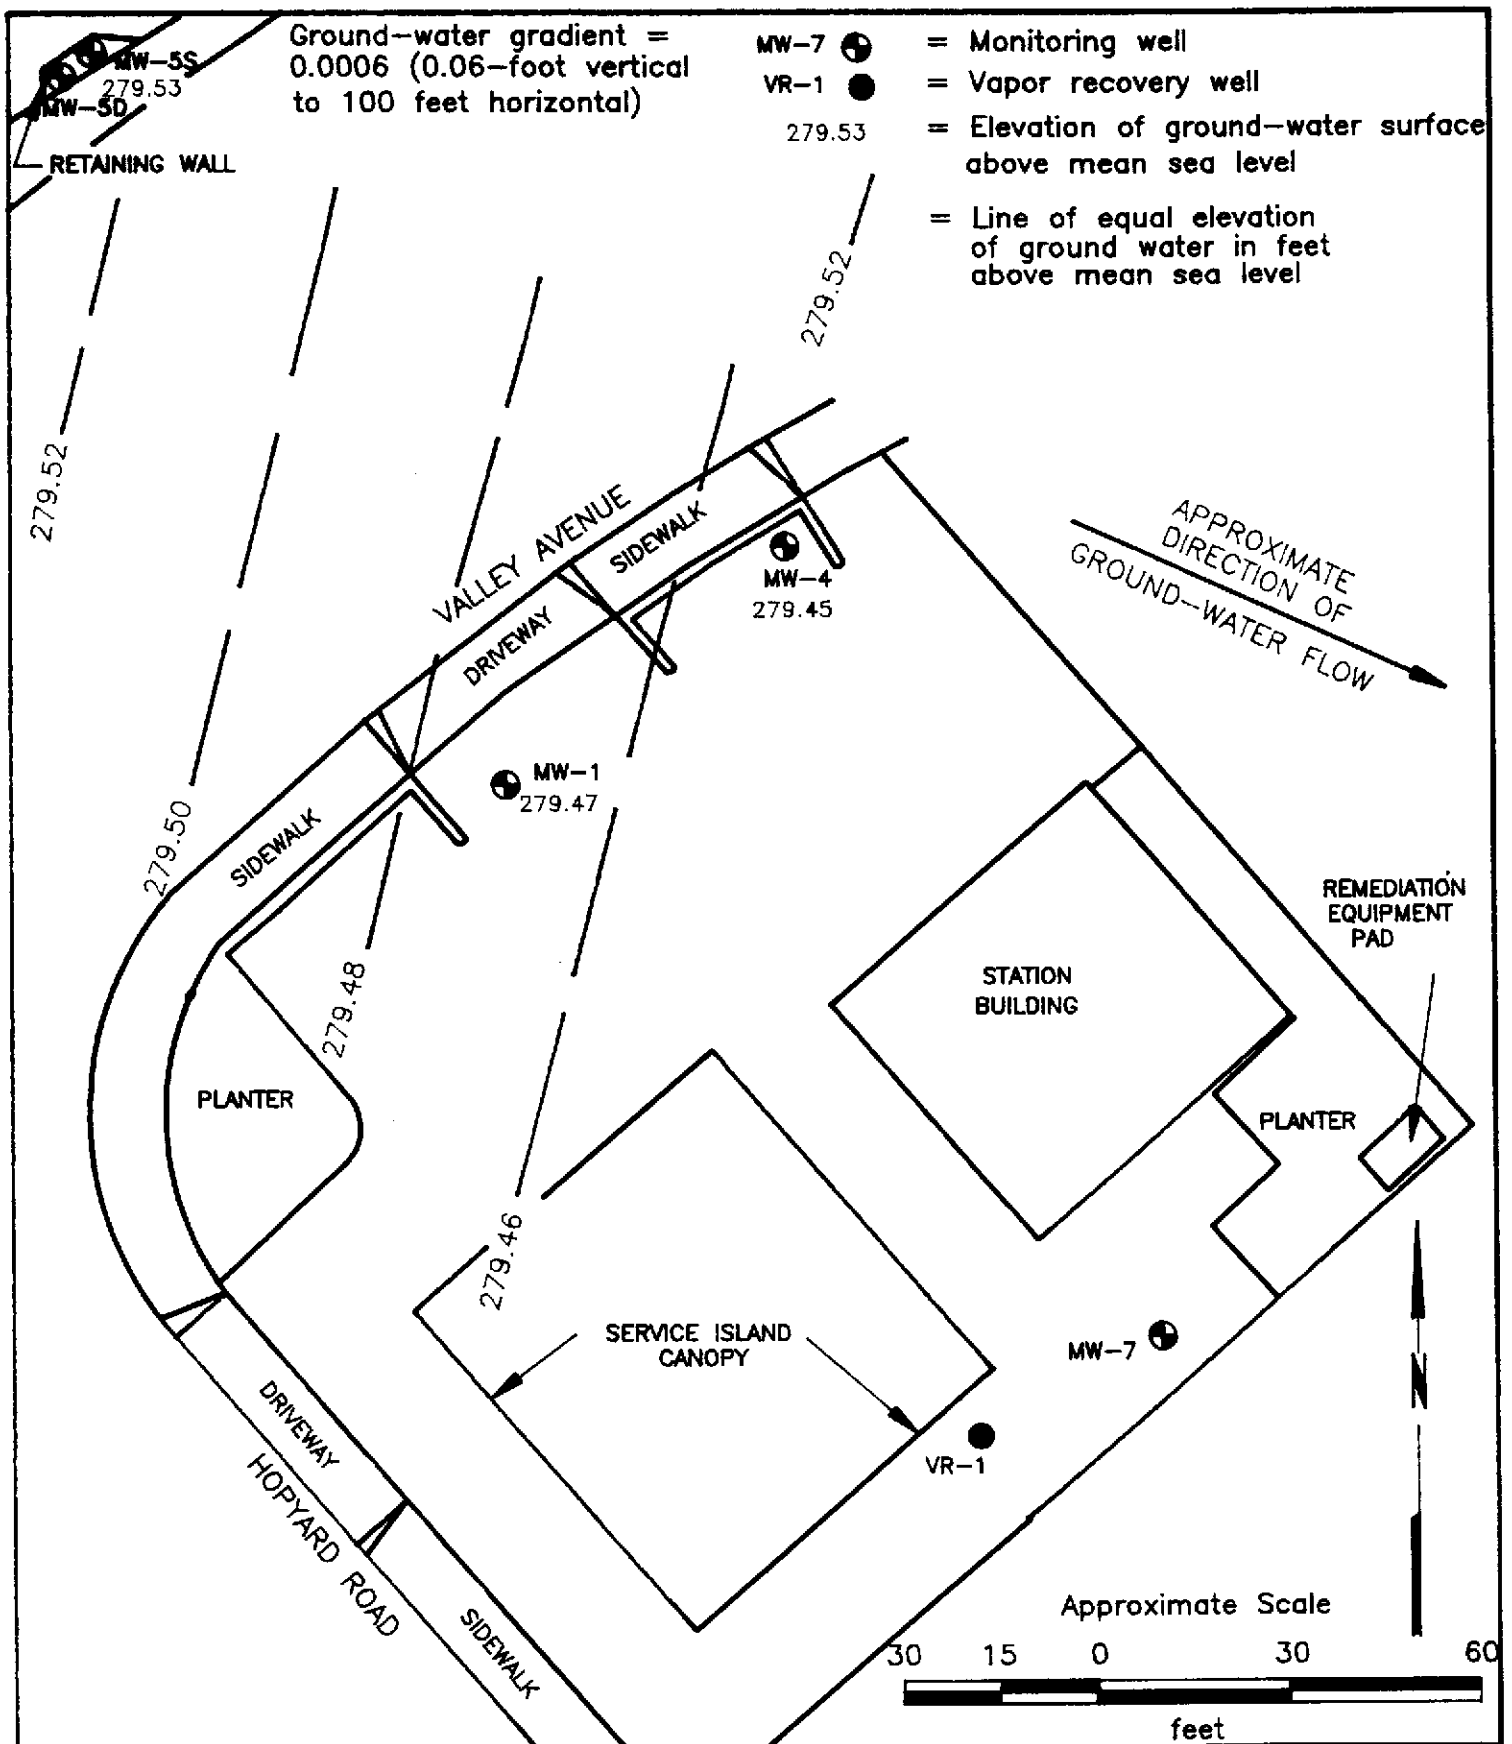 Ground-water gradient =
0.0006 (0.06-foot vertical
to 100 feet horizontal)
MW-7 = Monitoring well
VR-1 = Vapor recovery well
279.53 = Elevation of ground-water surface
above mean sea level
279.52 = Line of equal elevation
of ground water in feet
above mean sea level
MW-5S
279.53
MW-5D
RETAINING WALL
279.52
279.50
279.48
279.46
VALLEY AVENUE
SIDEWALK
DRIVEWAY
SIDEWALK
MW-4
279.45
MW-1
279.47
APPROXIMATE
DIRECTION OF
GROUND-WATER FLOW
REMEDIATION
EQUIPMENT
PAD
STATION
BUILDING
PLANTER
PLANTER
SERVICE ISLAND
CANOPY
MW-7
VR-1
N
DRIVEWAY
HOPYARD ROAD
SIDEWALK
Approximate Scale
30 15 0 30 60
feet